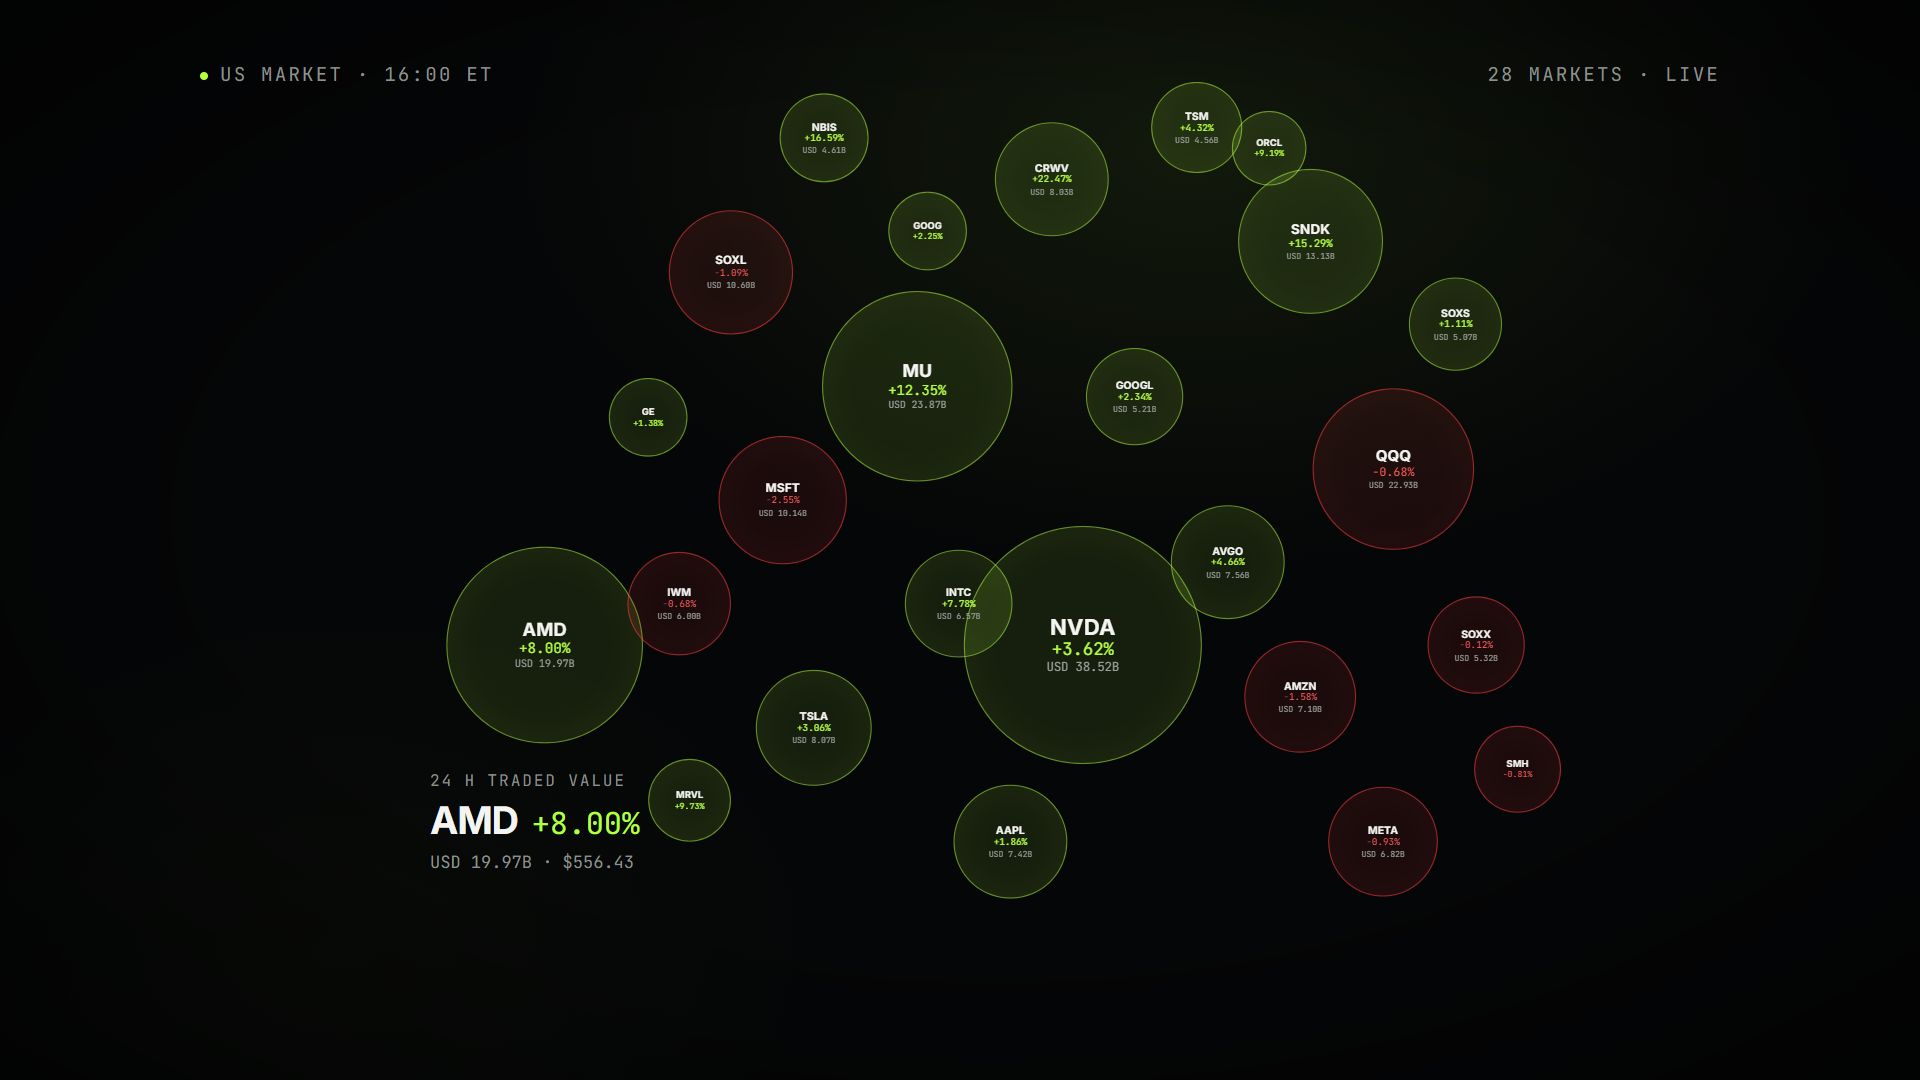 US MARKET · 16:00 ET
28 MARKETS · LIVE
NBIS
+16.59%
USD 4.61B
TSM
+4.32%
USD 4.56B
ORCL
+9.19%
CRWV
+22.47%
USD 8.03B
GOOG
+2.25%
SNDK
+15.29%
USD 13.13B
SOXL
-1.09%
USD 10.60B
SOXS
+1.11%
USD 5.07B
MU
+12.35%
USD 23.87B
GOOGL
+2.34%
USD 5.21B
GE
+1.38%
QQQ
-0.68%
USD 22.93B
MSFT
-2.55%
USD 10.14B
AVGO
+4.66%
USD 7.56B
IWM
-0.68%
USD 6.00B
INTC
+7.78%
USD 6.57B
AMD
+8.00%
USD 19.97B
NVDA
+3.62%
USD 38.52B
SOXX
-0.12%
USD 5.32B
AMZN
-1.58%
USD 7.10B
TSLA
+3.06%
USD 8.07B
SMH
-0.81%
24 H TRADED VALUE
AMD +8.00%
USD 19.97B · $556.43
MRVL
+9.73%
AAPL
+1.86%
USD 7.42B
META
-0.93%
USD 6.82B